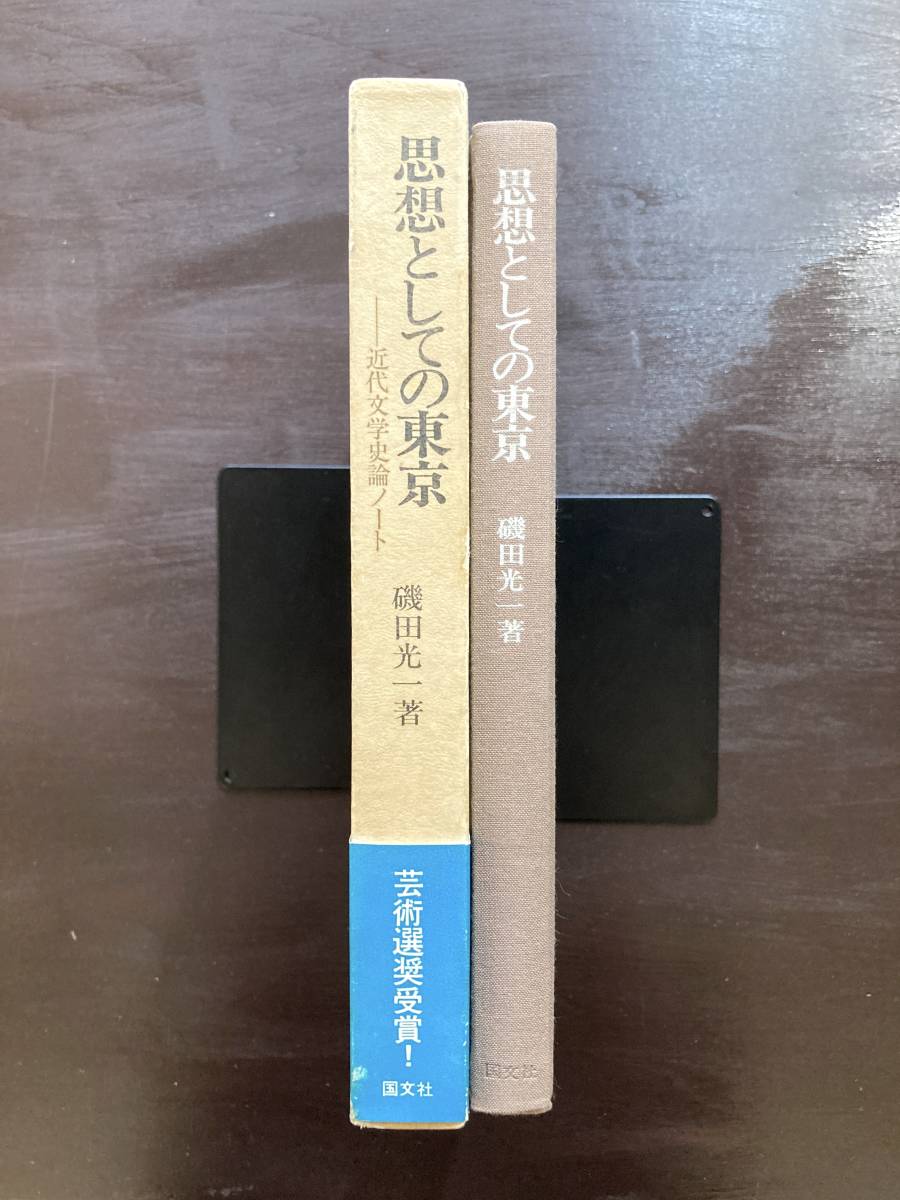 思想としての東京
――近代文学史論ノート
磯田光一著
芸術選奨受賞！
国文社
思想としての東京
磯田光一著
国文社